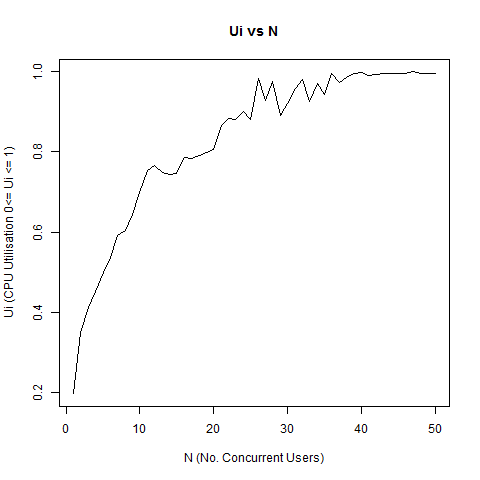 Ui vs N
Ui (CPU Utilisation 0<= Ui <= 1)
1.0
0.8
0.6
0.4
0.2
0 10 20 30 40 50
N (No. Concurrent Users)